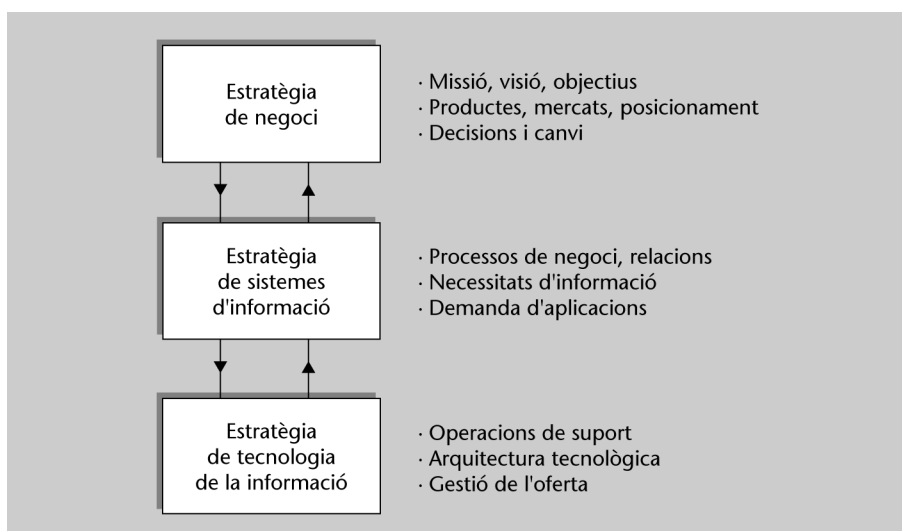 Estratègia
de negoci
· Missió, visió, objectius
· Productes, mercats, posicionament
· Decisions i canvi
Estratègia
de sistemes
d'informació
· Processos de negoci, relacions
· Necessitats d'informació
· Demanda d'aplicacions
Estratègia
de tecnologia
de la informació
· Operacions de suport
· Arquitectura tecnològica
· Gestió de l'oferta